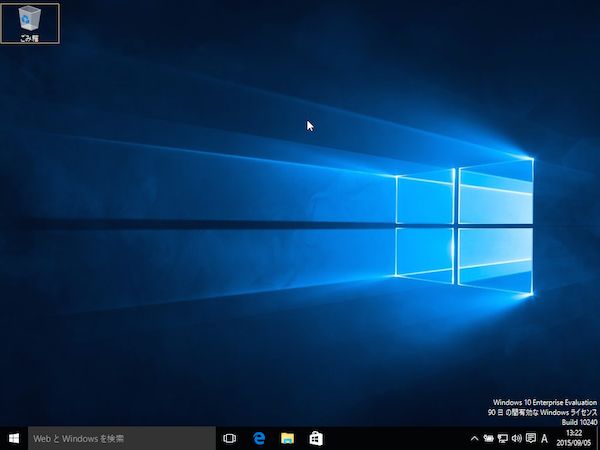 ごみ箱
Windows 10 Enterprise Evaluation
90 日 の間有効な Windows ライセンス
Build 10240
Web と Windows を検索
A
13:22
2015/09/05